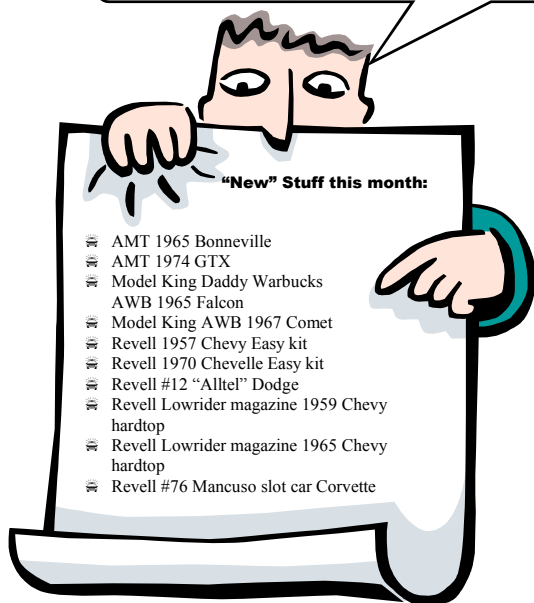 “New” Stuff this month:
AMT 1965 Bonneville
AMT 1974 GTX
Model King Daddy Warbucks
AWB 1965 Falcon
Model King AWB 1967 Comet
Revell 1957 Chevy Easy kit
Revell 1970 Chevelle Easy kit
Revell #12 “Alltel” Dodge
Revell Lowrider magazine 1959 Chevy
hardtop
Revell Lowrider magazine 1965 Chevy
hardtop
Revell #76 Mancuso slot car Corvette